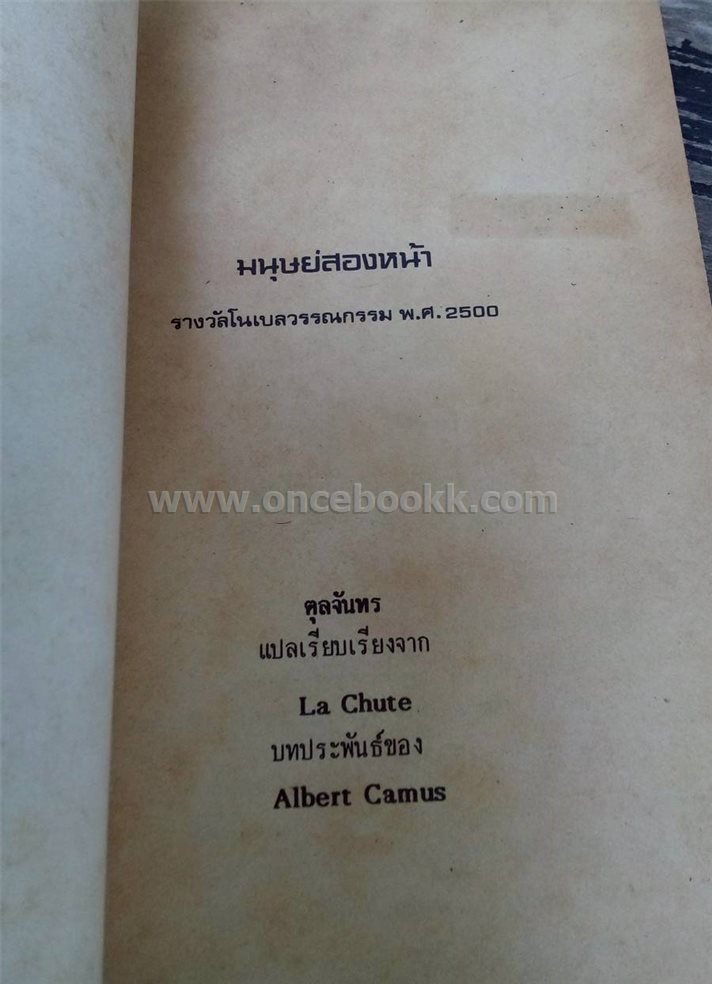 มนุษย์สองหน้า
รางวัลโนเบลวรรณกรรม พ.ศ. 2500
www.oncebookk.com
ตุลจันทร
แปลเรียบเรียงจาก
La Chute
บทประพันธ์ของ
Albert Camus